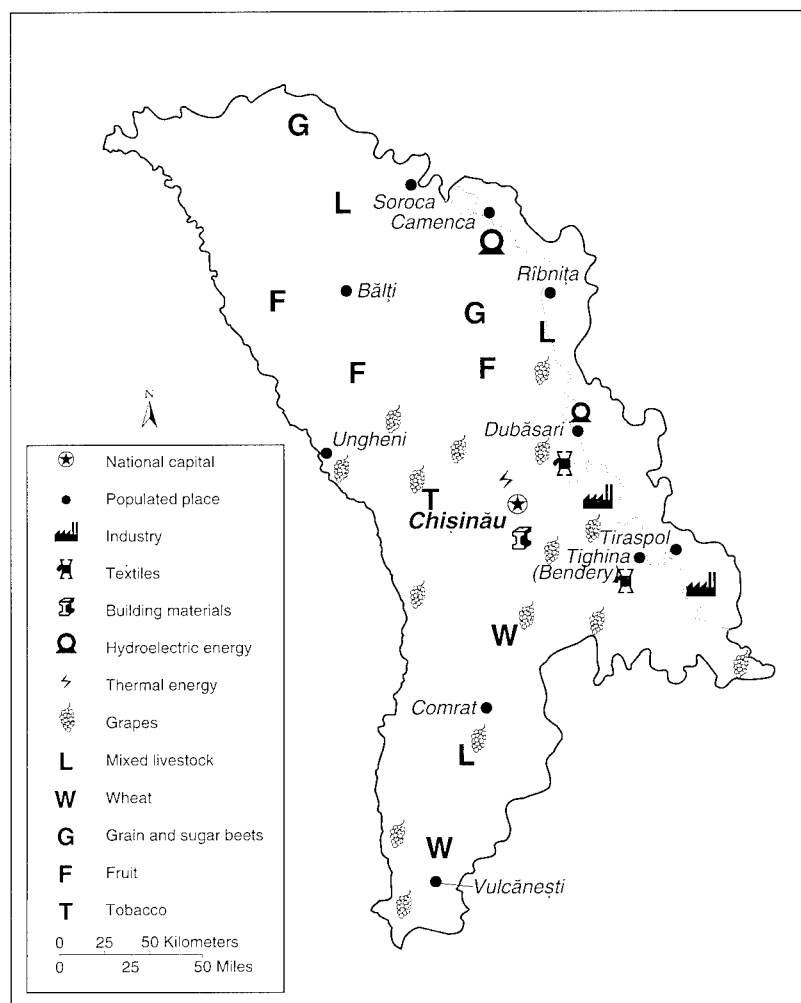 G
L
Soroca
Camenca
Bălți
Rîbnița
F
G
L
F
F
N
Ungheni
Dubăsari
T
Chișinău
Tiraspol
Tighina
(Bendery)
W
Comrat
L
W
Vulcănești
National capital
Populated place
Industry
Textiles
Building materials
Hydroelectric energy
Thermal energy
Grapes
L Mixed livestock
W Wheat
G Grain and sugar beets
F Fruit
T Tobacco
0 25 50 Kilometers
0 25 50 Miles